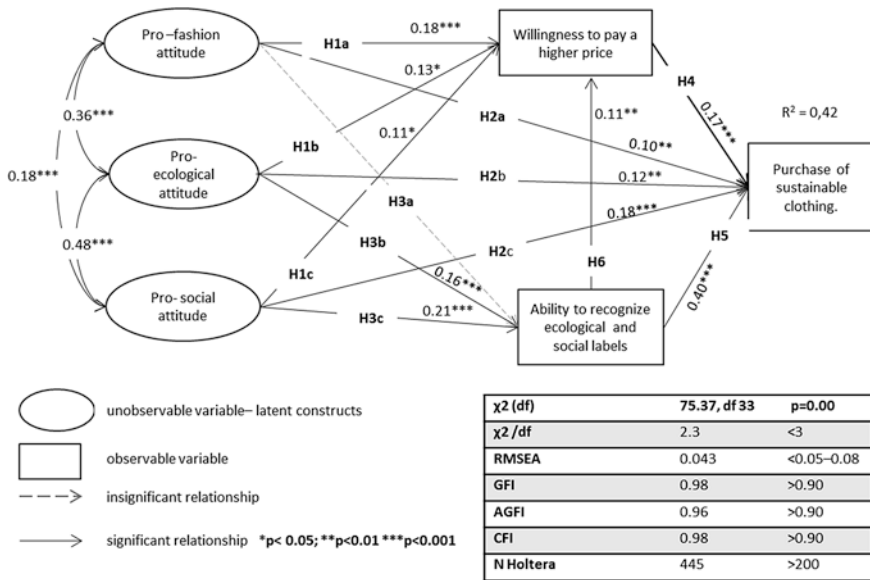 Pro –fashion
attitude
H1a
0.18***
Willingness to pay a
higher price
0.13*
H4
0.36***
0.11*
H2a
0.11**
0.17***
R² = 0,42
H1b
0.10**
0.18***
Pro-
ecological
attitude
H2b
0.12**
Purchase of
sustainable
clothing.
H3a
0.18***
H3b
H2c
H5
0.48***
H1c
0.16***
H6
0.40***
Pro- social
attitude
H3c
0.21***
Ability to recognize
ecological and
social labels
unobservable variable– latent constructs
observable variable
insignificant relationship
significant relationship *p< 0.05; **p<0.01 ***p<0.001
χ2 (df) 75.37, df 33 p=0.00
χ2 /df 2.3 <3
RMSEA 0.043 <0.05–0.08
GFI 0.98 >0.90
AGFI 0.96 >0.90
CFI 0.98 >0.90
N Holtera 445 >200